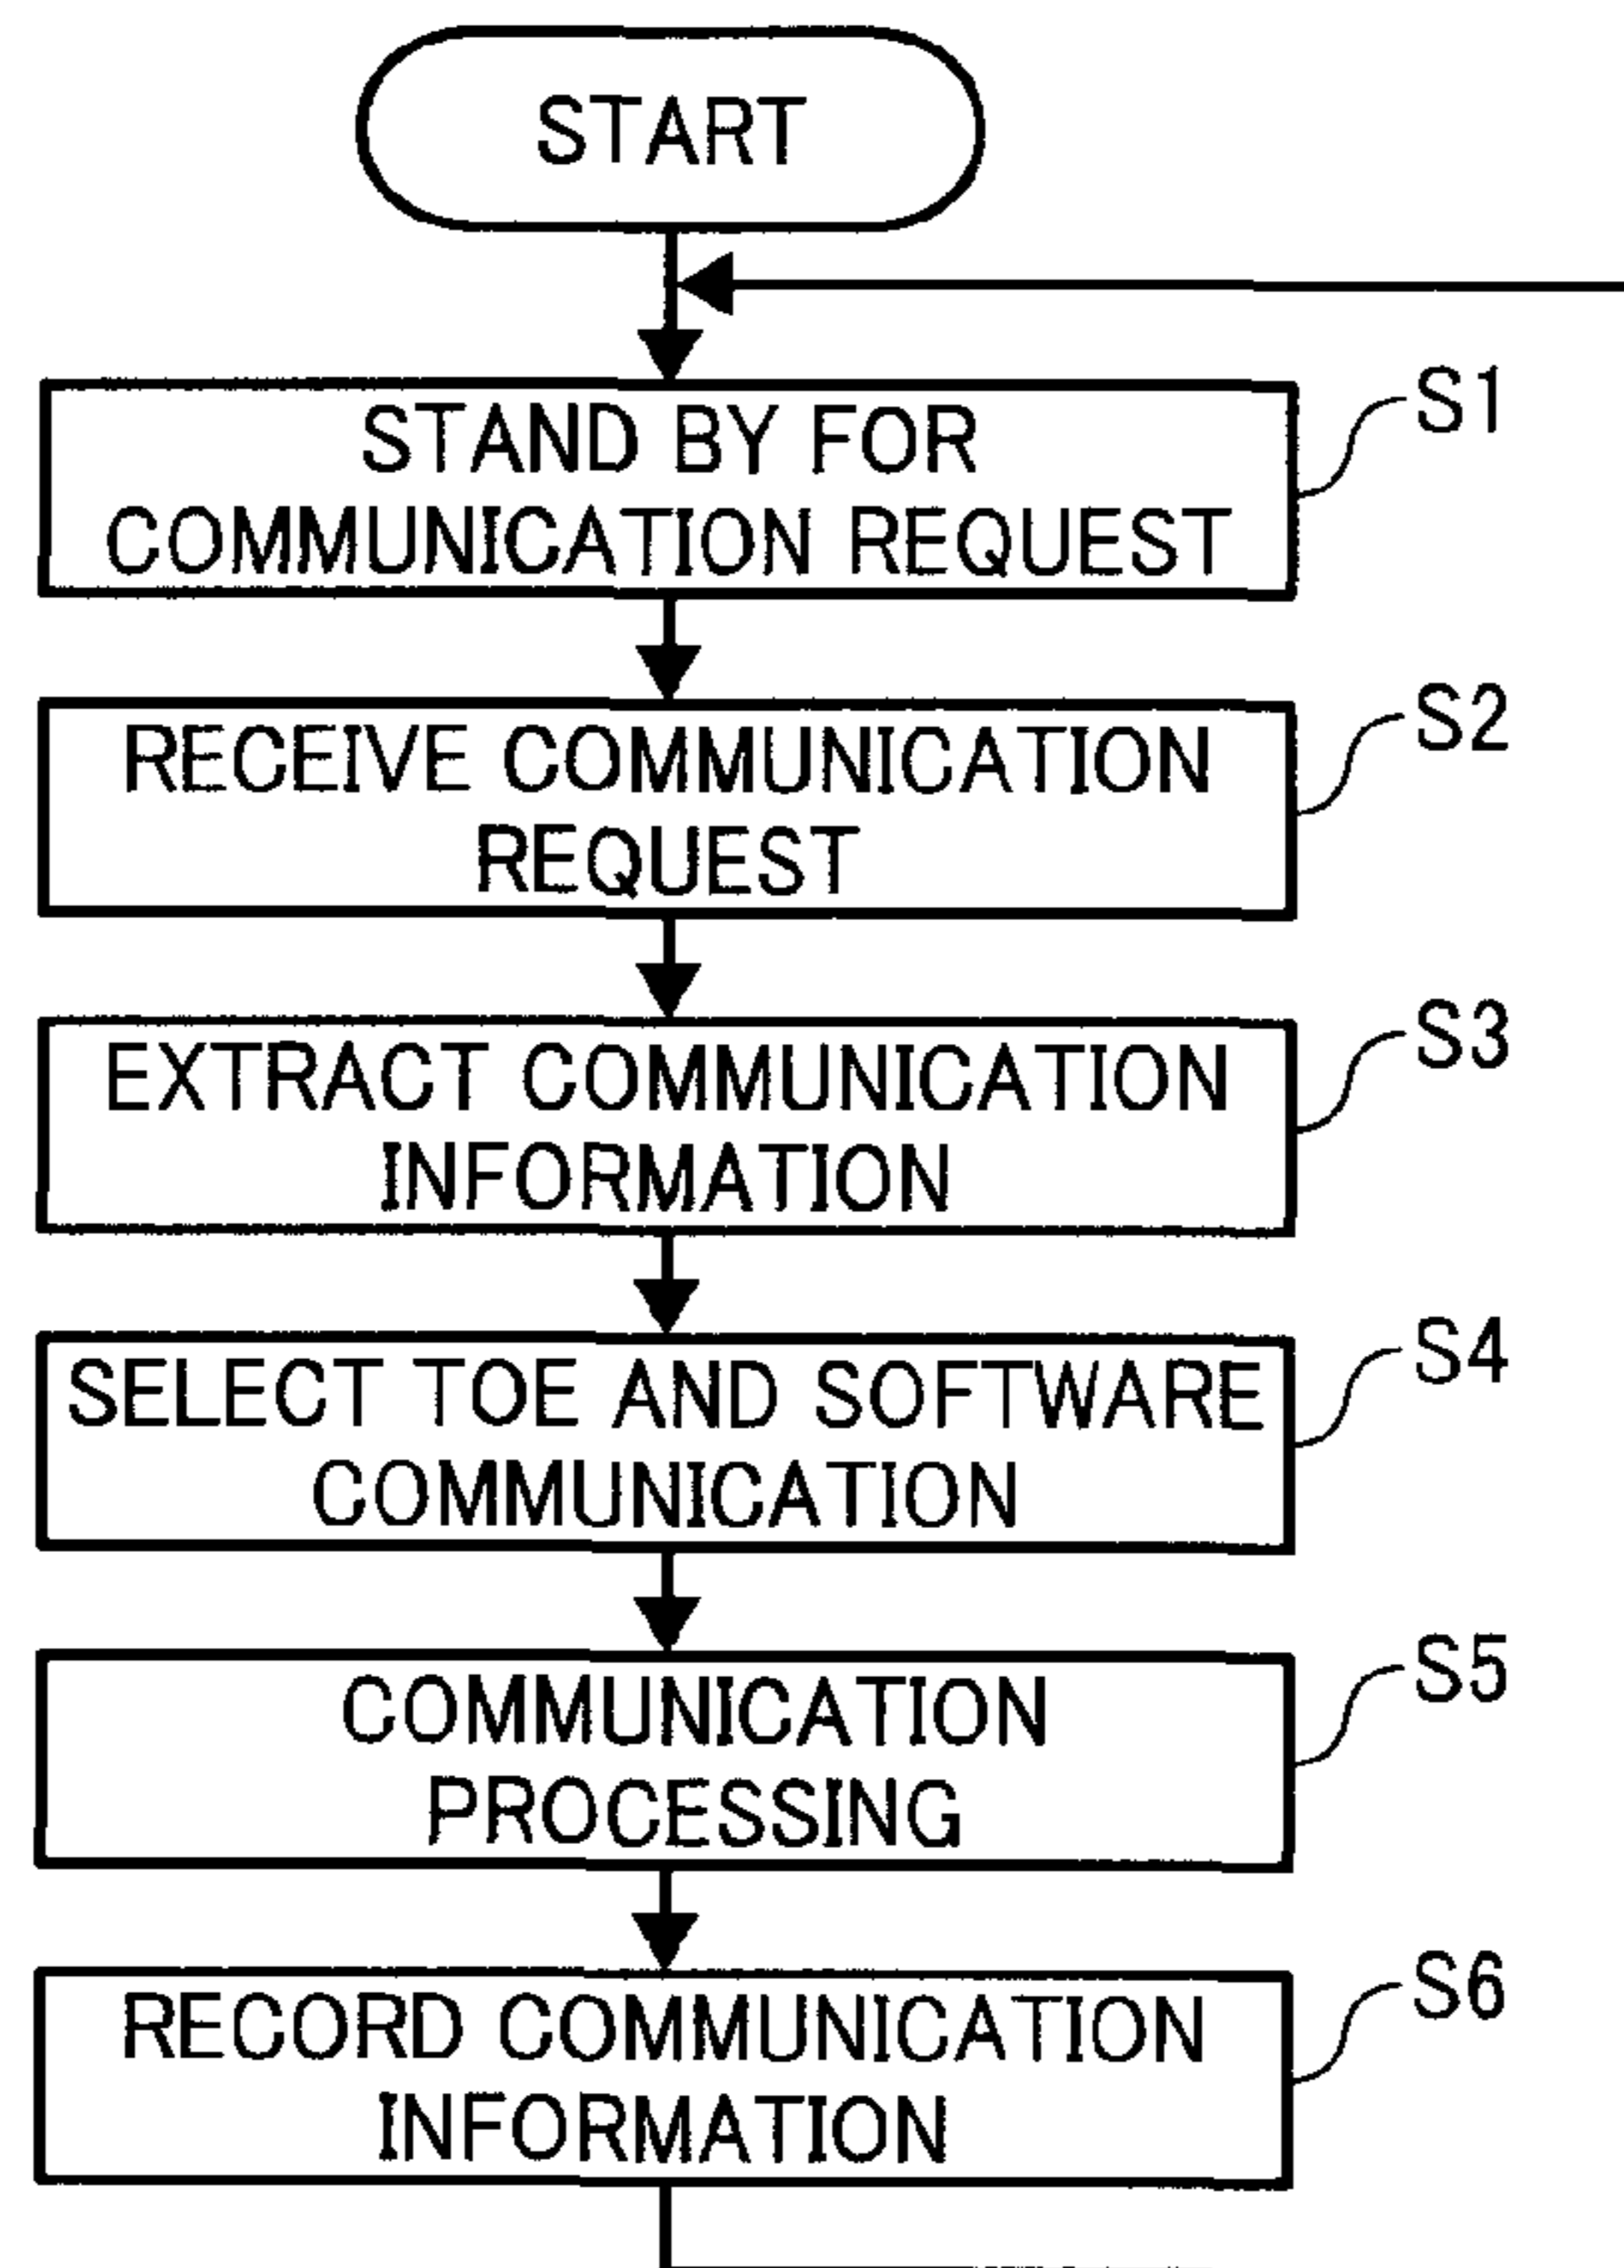 START
STAND BY FOR
COMMUNICATION REQUEST
S1
RECEIVE COMMUNICATION
REQUEST
S2
EXTRACT COMMUNICATION
INFORMATION
S3
SELECT TOE AND SOFTWARE
COMMUNICATION
S4
COMMUNICATION
PROCESSING
S5
RECORD COMMUNICATION
INFORMATION
S6